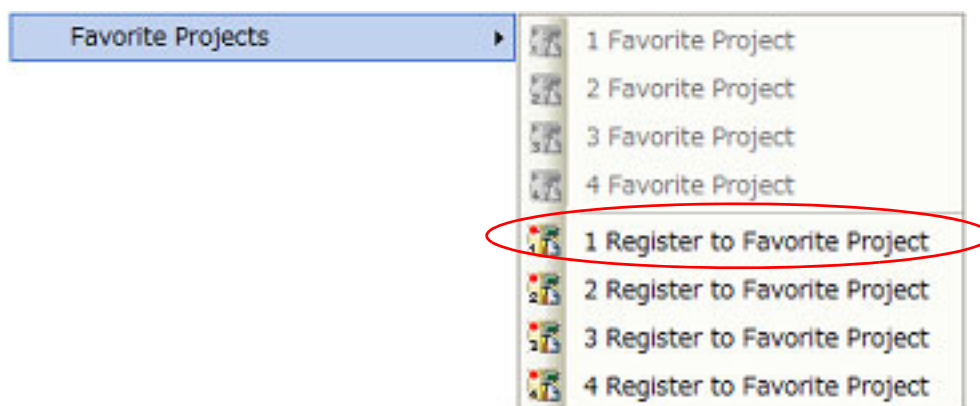 Favorite Projects
1 Favorite Project
2 Favorite Project
3 Favorite Project
4 Favorite Project
1 Register to Favorite Project
2 Register to Favorite Project
3 Register to Favorite Project
4 Register to Favorite Project